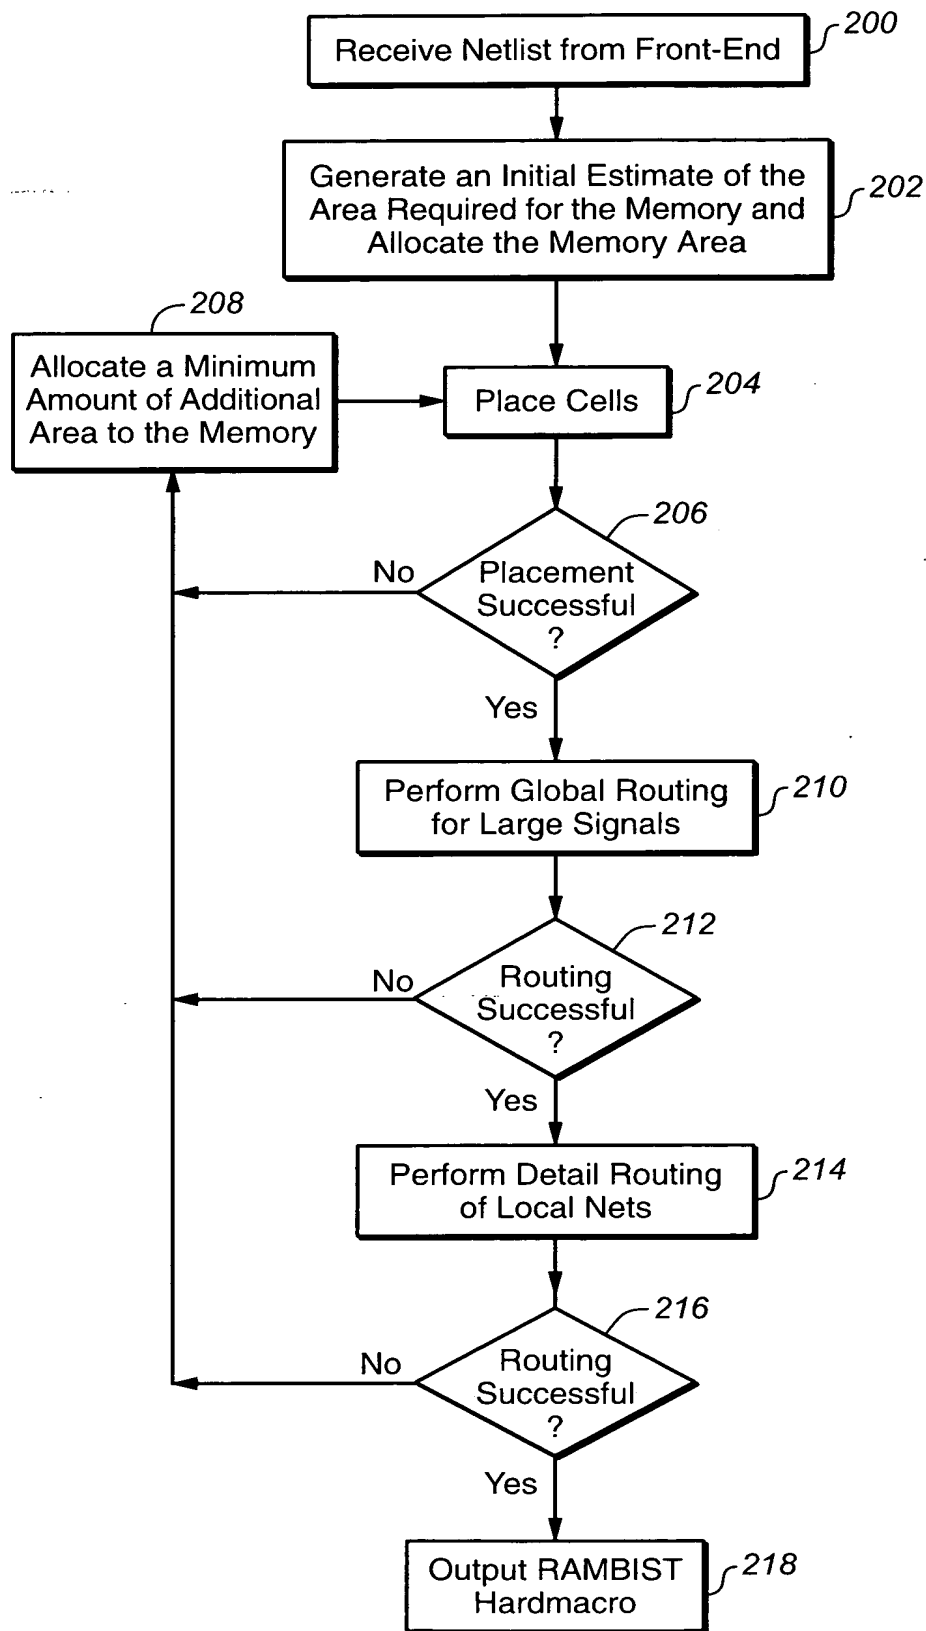 Receive Netlist from Front-End
200
Generate an Initial Estimate of the
Area Required for the Memory and
Allocate the Memory Area
202
208
Allocate a Minimum
Amount of Additional
Area to the Memory
Place Cells
204
206
Placement
Successful
?
No
Yes
Perform Global Routing
for Large Signals
210
212
Routing
Successful
?
No
Yes
Perform Detail Routing
of Local Nets
214
216
Routing
Successful
?
No
Yes
Output RAMBIST
Hardmacro
218